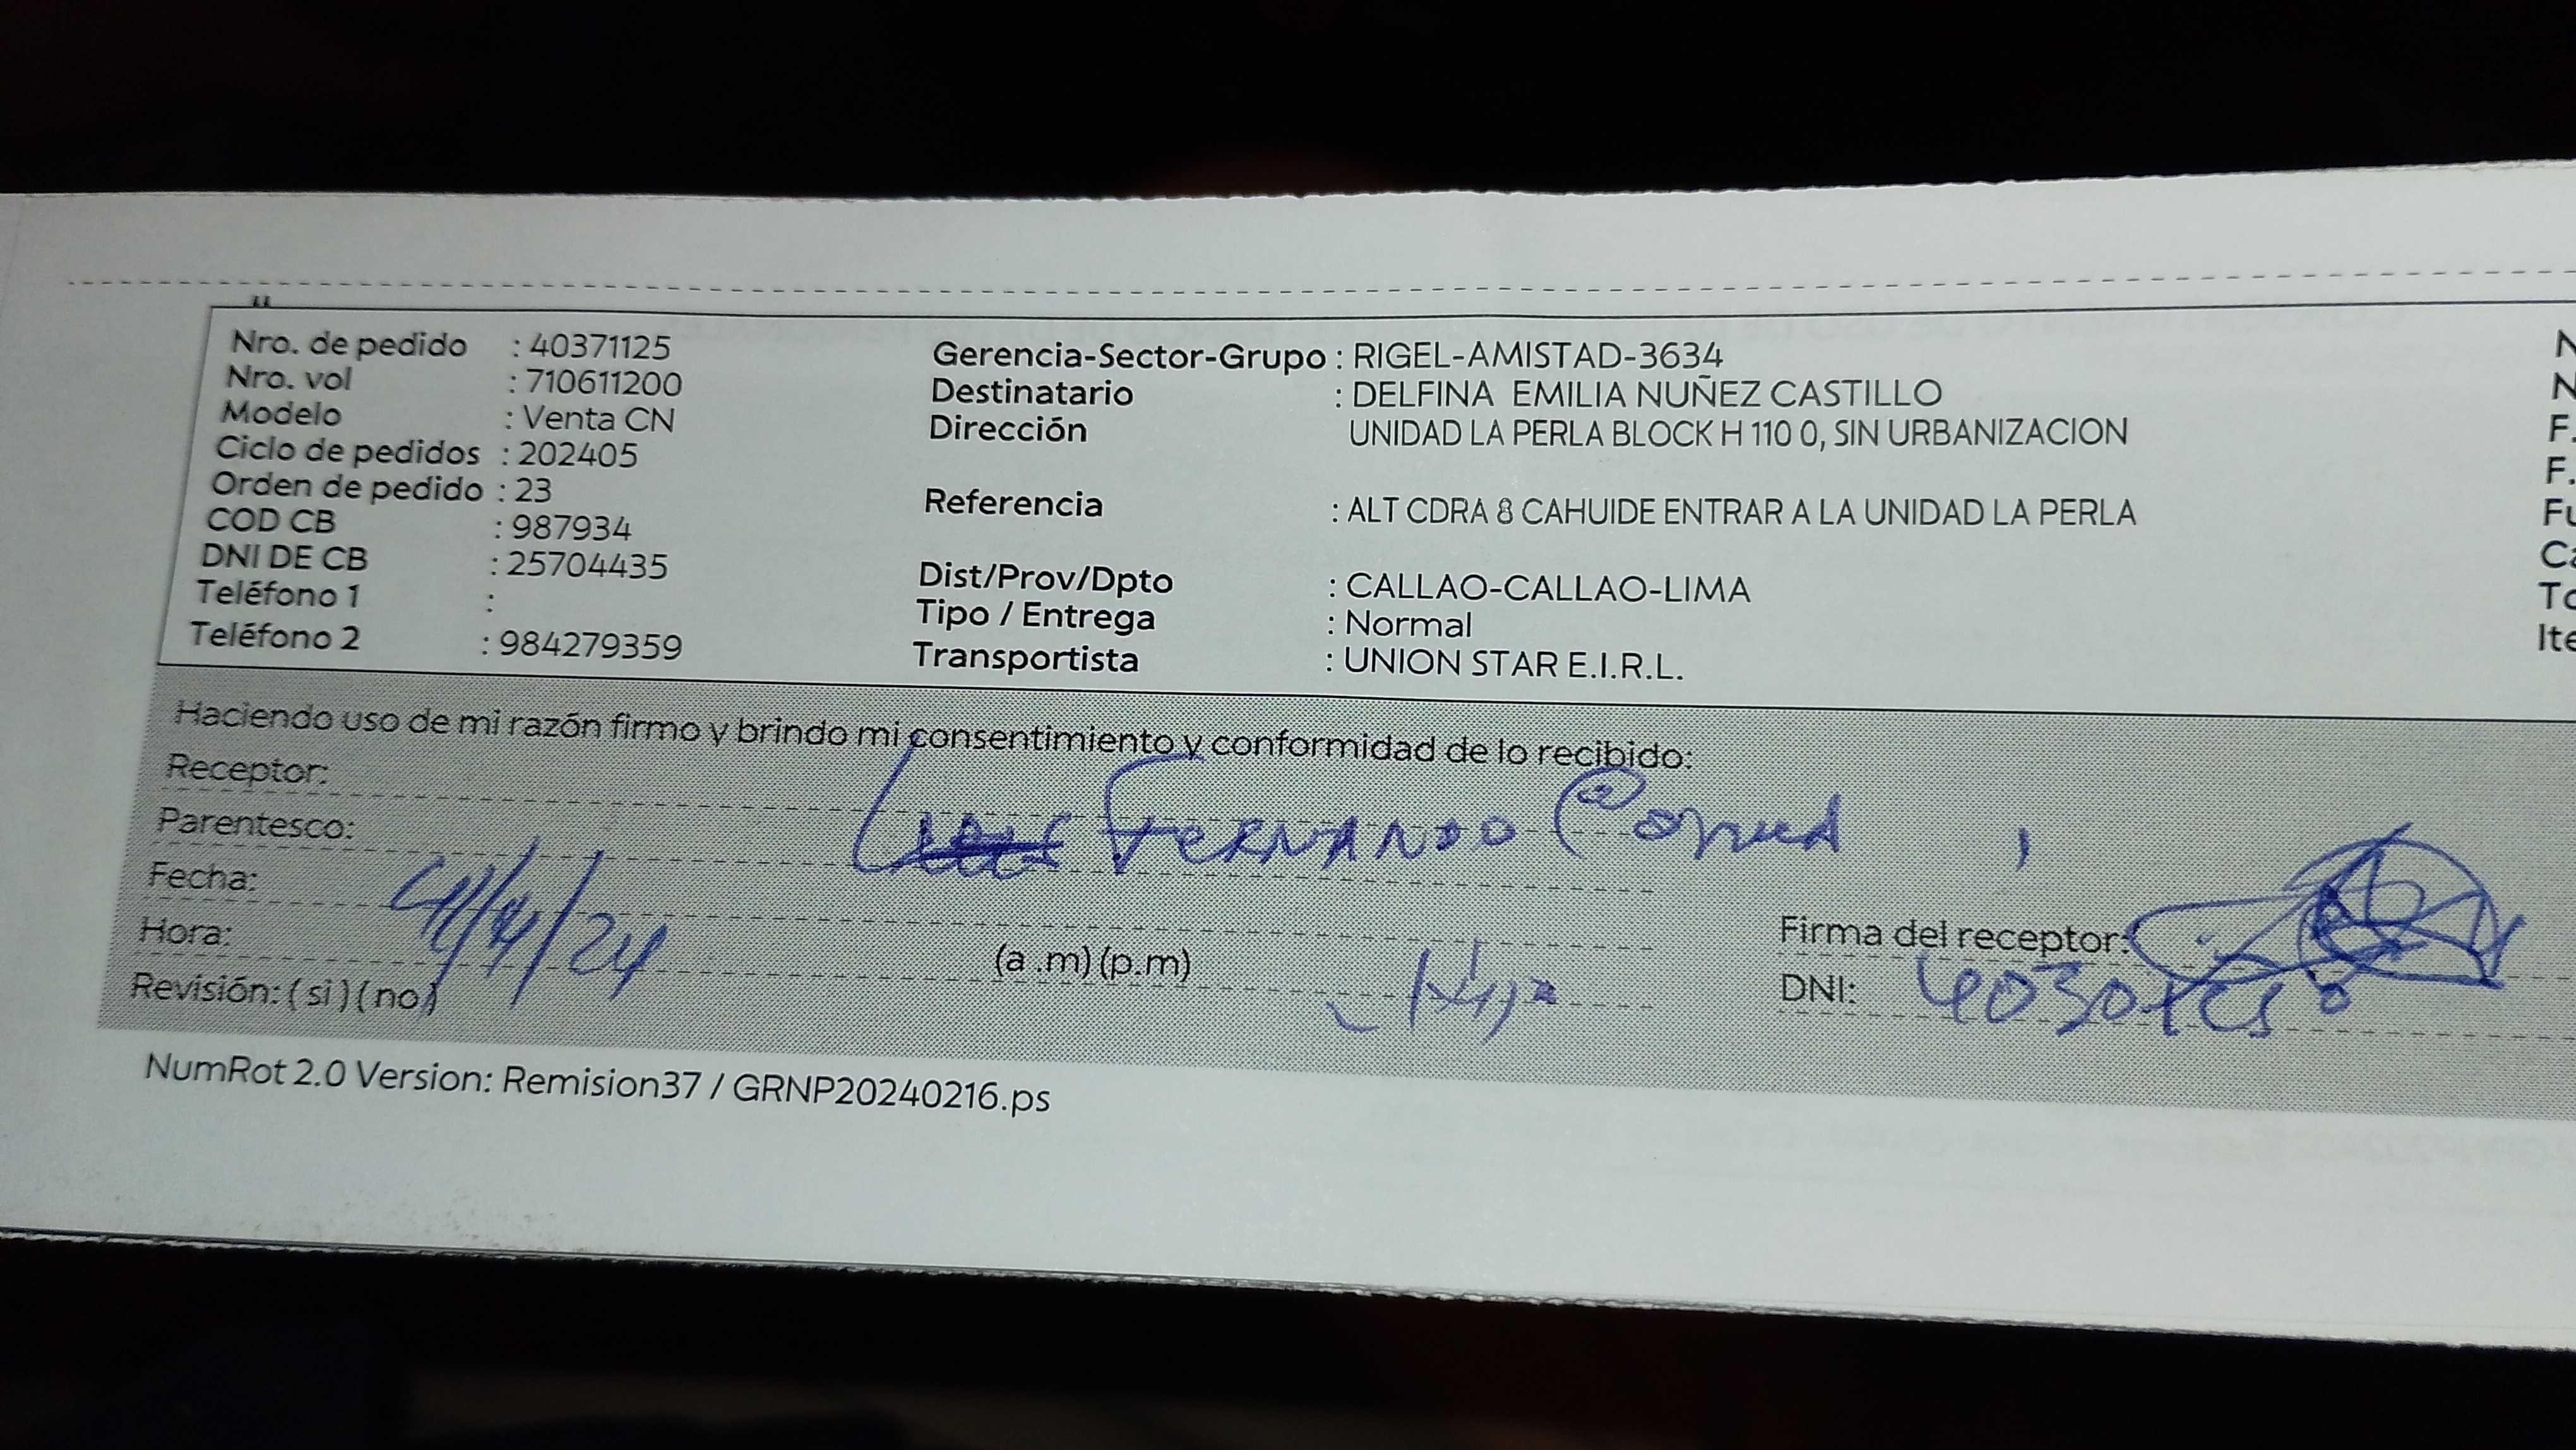 Nro. de pedido : 40371125
Nro. vol : 710611200
Modelo : Venta CN
Ciclo de pedidos : 202405
Orden de pedido : 23
COD CB : 987934
DNI DE CB : 25704435
Teléfono 1 :
Teléfono 2 : 984279359
Gerencia-Sector-Grupo : RIGEL-AMISTAD-3634
Destinatario : DELFINA EMILIA NUÑEZ CASTILLO
Dirección UNIDAD LA PERLA BLOCK H 110 0, SIN URBANIZACION
Referencia : ALT CDRA 8 CAHUIDE ENTRAR A LA UNIDAD LA PERLA
Dist/Prov/Dpto : CALLAO-CALLAO-LIMA
Tipo / Entrega : Normal
Transportista : UNION STAR E.I.R.L.
N
N
F.
F.
Fu
Ca
To
Ite
Haciendo uso de mi razón firmo y brindo mi consentimiento y conformidad de lo recibido:
Receptor:
Parentesco: FERNANDO
Fecha:
Hora: (a .m) (p.m)
Revisión: ( si ) ( no )
Firma del receptor:
DNI:
NumRot 2.0 Version: Remision37 / GRNP20240216.ps